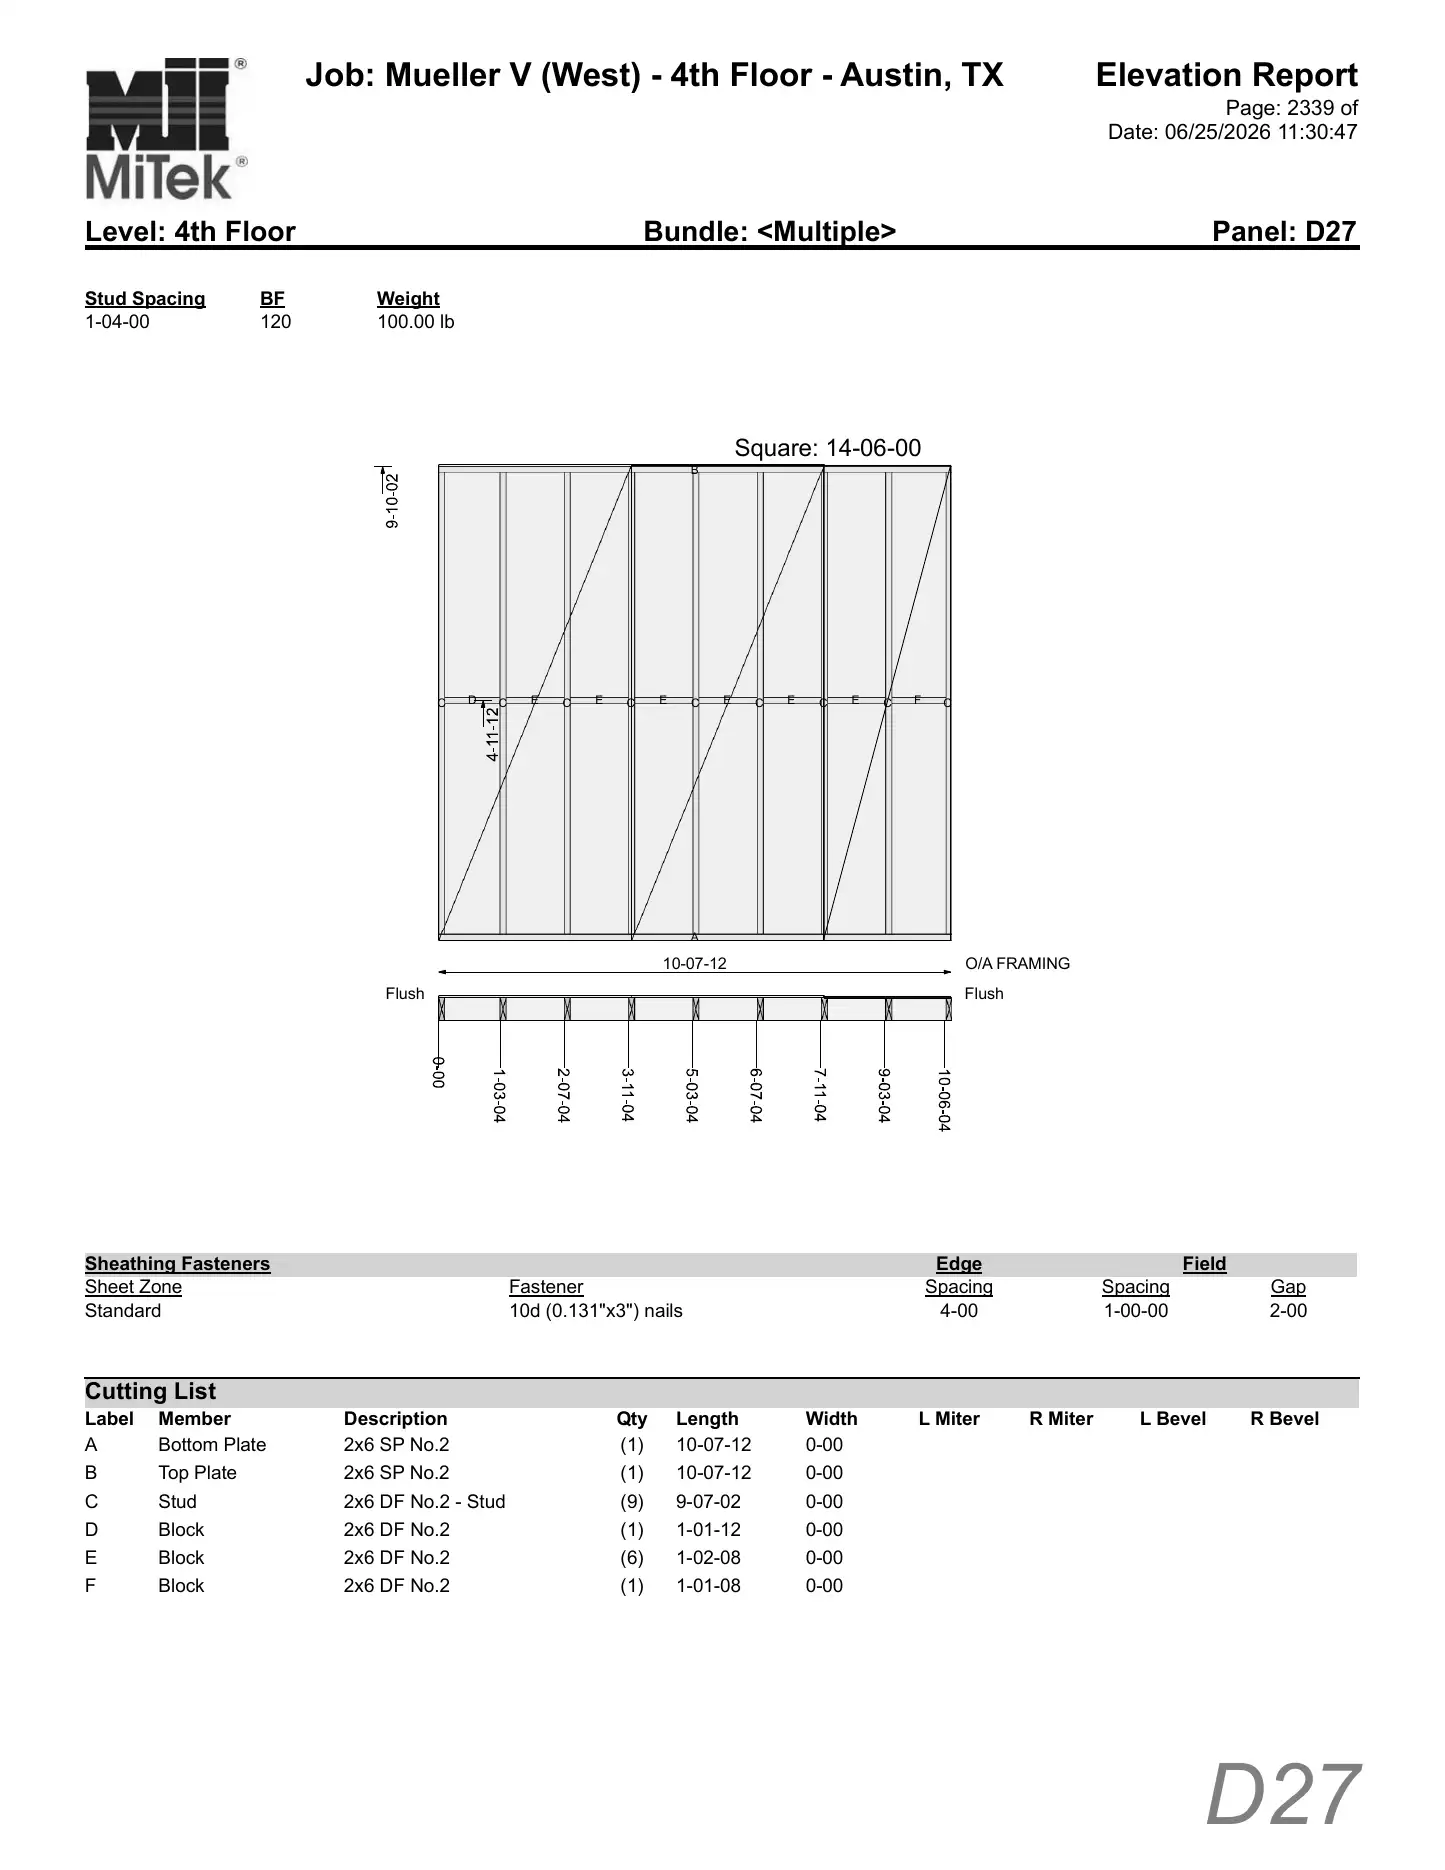 Job: Mueller V (West) - 4th Floor - Austin, TX
Elevation Report
Page: 2339 of
Date: 06/25/2026 11:30:47
MiTek®
Level: 4th Floor Bundle: <Multiple> Panel: D27
Stud Spacing BF Weight
1-04-00 120 100.00 lb
Square: 14-06-00
B
9-10-02
D E E E E E E F
C C C C C C C C C
4-11-12
A
10-07-12 O/A FRAMING
Flush Flush
0-00 1-03-04 2-07-04 3-11-04 5-03-04 6-07-04 7-11-04 9-03-04 10-06-04
Sheathing Fasteners Edge Field
Sheet Zone Fastener Spacing Spacing Gap
Standard 10d (0.131"x3") nails 4-00 1-00-00 2-00
Cutting List
Label Member Description Qty Length Width L Miter R Miter L Bevel R Bevel
A Bottom Plate 2x6 SP No.2 (1) 10-07-12 0-00
B Top Plate 2x6 SP No.2 (1) 10-07-12 0-00
C Stud 2x6 DF No.2 - Stud (9) 9-07-02 0-00
D Block 2x6 DF No.2 (1) 1-01-12 0-00
E Block 2x6 DF No.2 (6) 1-02-08 0-00
F Block 2x6 DF No.2 (1) 1-01-08 0-00
D27